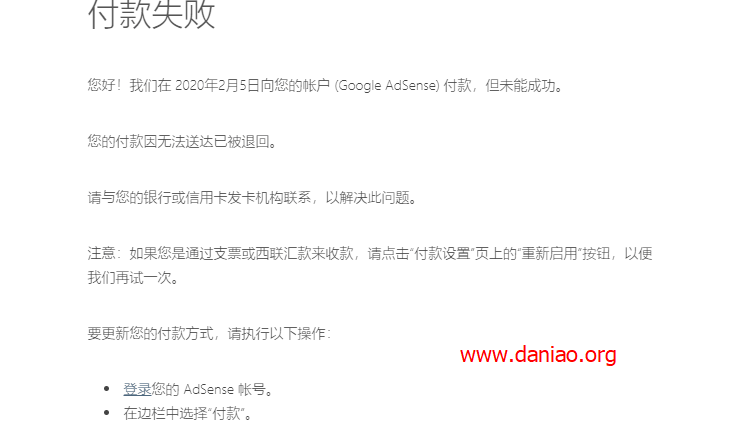 付款失败
您好！我们在 2020年2月5日向您的帐户 (Google AdSense) 付款，但未能成功。
您的付款因无法送达已被退回。
请与您的银行或信用卡发卡机构联系，以解决此问题。
注意：如果您是通过支票或西联汇款来收款，请点击“付款设置”页上的“重新启用”按钮，以便
我们再试一次。
要更新您的付款方式，请执行以下操作：
www.daniao.org
• 登录您的 AdSense 帐号。
• 在边栏中选择“付款”。